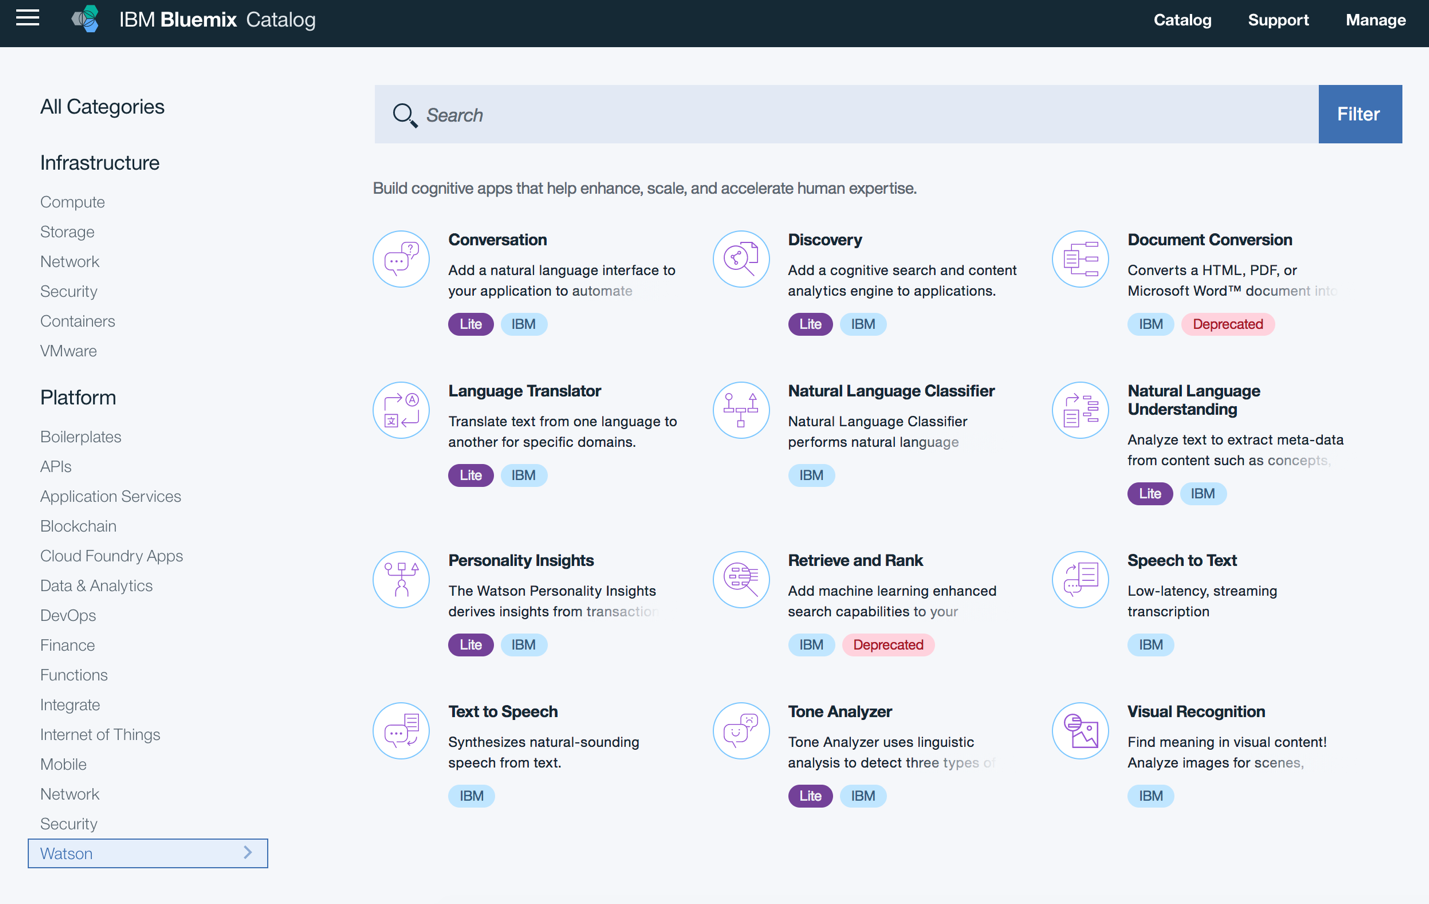 IBM Bluemix Catalog
Catalog Support Manage
All Categories
Infrastructure
Compute
Storage
Network
Security
Containers
VMware
Platform
Boilerplates
APIs
Application Services
Blockchain
Cloud Foundry Apps
Data & Analytics
DevOps
Finance
Functions
Integrate
Internet of Things
Mobile
Network
Security
Watson
Search
Filter
Build cognitive apps that help enhance, scale, and accelerate human expertise.
Conversation
Add a natural language interface to
your application to automate
Lite IBM
Discovery
Add a cognitive search and content
analytics engine to applications.
Lite IBM
Document Conversion
Converts a HTML, PDF, or
Microsoft Word™ document into
IBM Deprecated
Language Translator
Translate text from one language to
another for specific domains.
Lite IBM
Natural Language Classifier
Natural Language Classifier
performs natural language
IBM
Natural Language
Understanding
Analyze text to extract meta-data
from content such as concepts,
Lite IBM
Personality Insights
The Watson Personality Insights
derives insights from transaction
Lite IBM
Retrieve and Rank
Add machine learning enhanced
search capabilities to your
IBM Deprecated
Speech to Text
Low-latency, streaming
transcription
IBM
Text to Speech
Synthesizes natural-sounding
speech from text.
IBM
Tone Analyzer
Tone Analyzer uses linguistic
analysis to detect three types of
Lite IBM
Visual Recognition
Find meaning in visual content!
Analyze images for scenes,
IBM